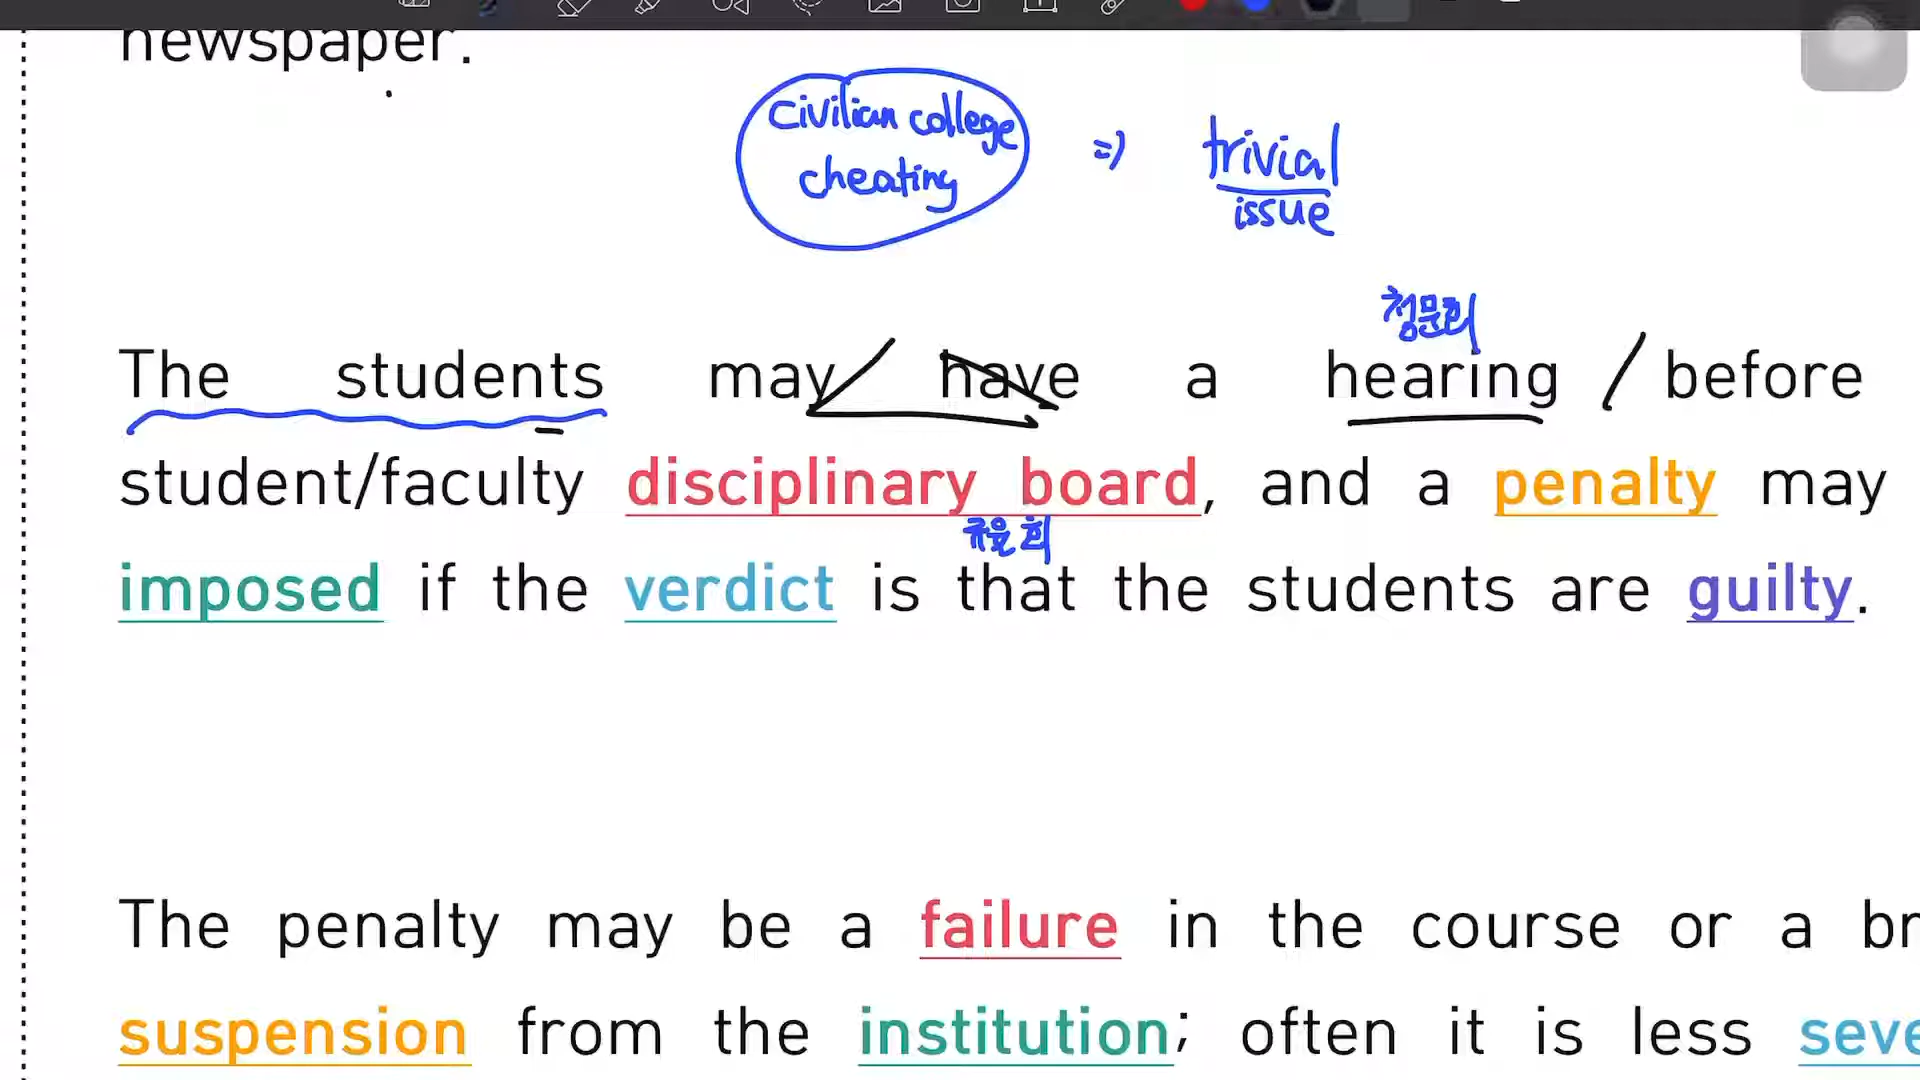 newspaper.
civilian college
cheating
=> trivial
issue
청문회
The students may have a hearing / before
student/faculty disciplinary board, and a penalty may
규율회
imposed if the verdict is that the students are guilty.
The penalty may be a failure in the course or a br
suspension from the institution; often it is less seve